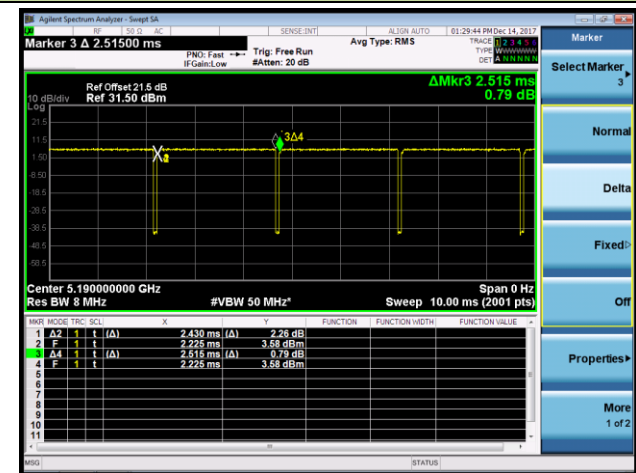 Agilent Spectrum Analyzer - Swept SA
RF 50 Ω AC SENSE:INT ALIGN AUTO 01:29:44 PM Dec 14, 2017
Marker 3 Δ 2.51500 ms
PNO: Fast
IFGain:Low
Trig: Free Run
#Atten: 20 dB
Avg Type: RMS
TRACE 1 2 3 4 5 6
TYPE WWWWWW
DET A N N N N N
Ref Offset 21.5 dB
10 dB/div Ref 31.50 dBm
Log
ΔMkr3 2.515 ms
0.79 dB
21.5
11.5
1.50
-8.50
-18.5
-28.5
-38.5
-48.5
-58.5
3Δ4
Center 5.190000000 GHz Span 0 Hz
Res BW 8 MHz #VBW 50 MHz* Sweep 10.00 ms (2001 pts)
MKR MODE TRC SCL X Y FUNCTION FUNCTION WIDTH FUNCTION VALUE
1 Δ2 1 t (Δ) 2.430 ms (Δ) 2.26 dB
2 F 1 t 2.225 ms 3.58 dBm
3 Δ4 1 t (Δ) 2.515 ms (Δ) 0.79 dB
4 F 1 t 2.225 ms 3.58 dBm
5
6
7
8
9
10
11
MSG STATUS
Marker
Select Marker
3
Normal
Delta
Fixed
Off
Properties
More
1 of 2